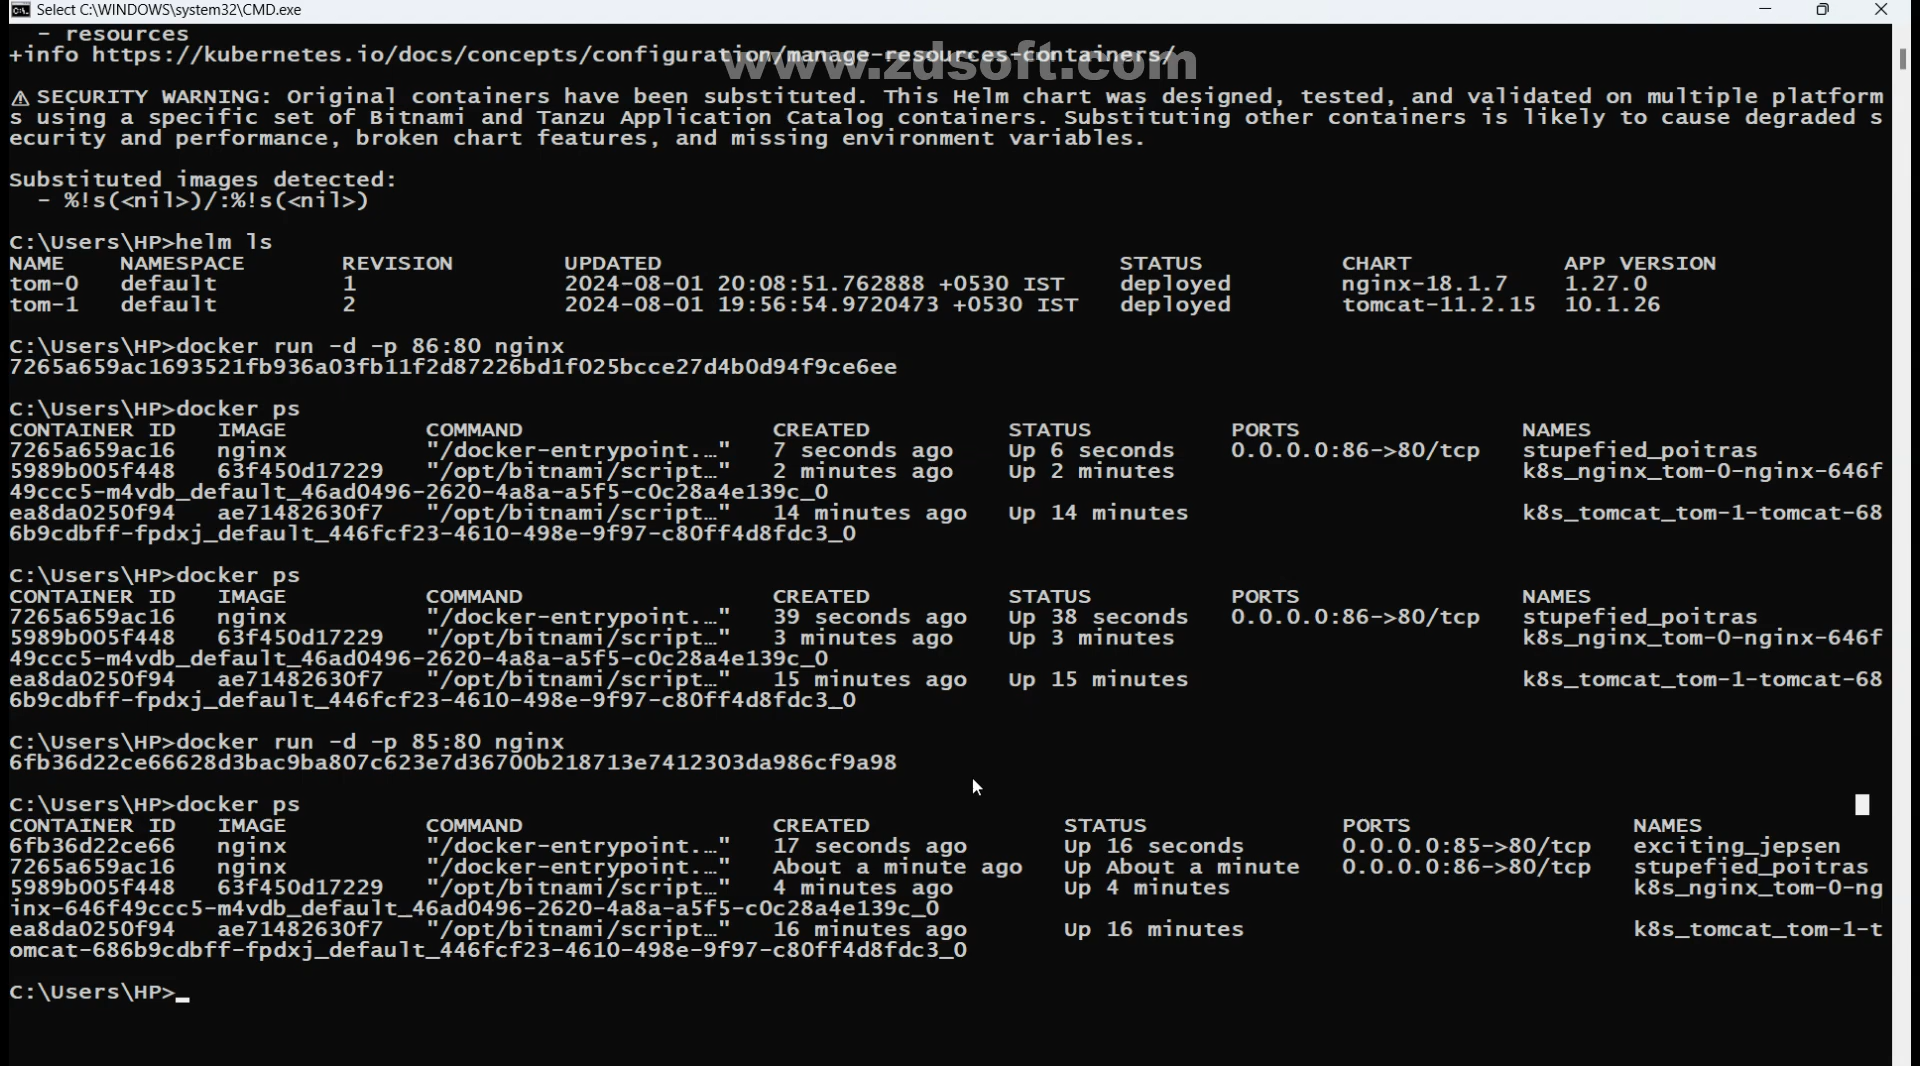 Select C:\WINDOWS\system32\CMD.exe
- resources
+info https://kubernetes.io/docs/concepts/configuration/manage-resources-containers/
www.zdsoft.com
⚠ SECURITY WARNING: Original containers have been substituted. This Helm chart was designed, tested, and validated on multiple platform
s using a specific set of Bitnami and Tanzu Application Catalog containers. Substituting other containers is likely to cause degraded s
ecurity and performance, broken chart features, and missing environment variables.
Substituted images detected:
- %!s(<nil>)/:%!s(<nil>)
C:\Users\HP>helm ls
NAME NAMESPACE REVISION UPDATED STATUS CHART APP VERSION
tom-0 default 1 2024-08-01 20:08:51.762888 +0530 IST deployed nginx-18.1.7 1.27.0
tom-1 default 2 2024-08-01 19:56:54.9720473 +0530 IST deployed tomcat-11.2.15 10.1.26
C:\Users\HP>docker run -d -p 86:80 nginx
7265a659ac1693521fb936a03fb11f2d87226bd1f025bcce27d4b0d94f9ce6ee
C:\Users\HP>docker ps
CONTAINER ID IMAGE COMMAND CREATED STATUS PORTS NAMES
7265a659ac16 nginx "/docker-entrypoint.…" 7 seconds ago Up 6 seconds 0.0.0.0:86->80/tcp stupefied_poitras
5989b005f448 63f450d17229 "/opt/bitnami/script…" 2 minutes ago Up 2 minutes k8s_nginx_tom-0-nginx-646f
49ccc5-m4vdb_default_46ad0496-2620-4a8a-a5f5-c0c28a4e139c_0
ea8da0250f94 ae71482630f7 "/opt/bitnami/script…" 14 minutes ago Up 14 minutes k8s_tomcat_tom-1-tomcat-68
6b9cdbff-fpdxj_default_446fcf23-4610-498e-9f97-c80ff4d8fdc3_0
C:\Users\HP>docker ps
CONTAINER ID IMAGE COMMAND CREATED STATUS PORTS NAMES
7265a659ac16 nginx "/docker-entrypoint.…" 39 seconds ago Up 38 seconds 0.0.0.0:86->80/tcp stupefied_poitras
5989b005f448 63f450d17229 "/opt/bitnami/script…" 3 minutes ago Up 3 minutes k8s_nginx_tom-0-nginx-646f
49ccc5-m4vdb_default_46ad0496-2620-4a8a-a5f5-c0c28a4e139c_0
ea8da0250f94 ae71482630f7 "/opt/bitnami/script…" 15 minutes ago Up 15 minutes k8s_tomcat_tom-1-tomcat-68
6b9cdbff-fpdxj_default_446fcf23-4610-498e-9f97-c80ff4d8fdc3_0
C:\Users\HP>docker run -d -p 85:80 nginx
6fb36d22ce66628d3bac9ba807c623e7d36700b218713e7412303da986cf9a98
C:\Users\HP>docker ps
CONTAINER ID IMAGE COMMAND CREATED STATUS PORTS NAMES
6fb36d22ce66 nginx "/docker-entrypoint.…" 17 seconds ago Up 16 seconds 0.0.0.0:85->80/tcp exciting_jepsen
7265a659ac16 nginx "/docker-entrypoint.…" About a minute ago Up About a minute 0.0.0.0:86->80/tcp stupefied_poitras
5989b005f448 63f450d17229 "/opt/bitnami/script…" 4 minutes ago Up 4 minutes k8s_nginx_tom-0-ng
inx-646f49ccc5-m4vdb_default_46ad0496-2620-4a8a-a5f5-c0c28a4e139c_0
ea8da0250f94 ae71482630f7 "/opt/bitnami/script…" 16 minutes ago Up 16 minutes k8s_tomcat_tom-1-t
omcat-686b9cdbff-fpdxj_default_446fcf23-4610-498e-9f97-c80ff4d8fdc3_0
C:\Users\HP>